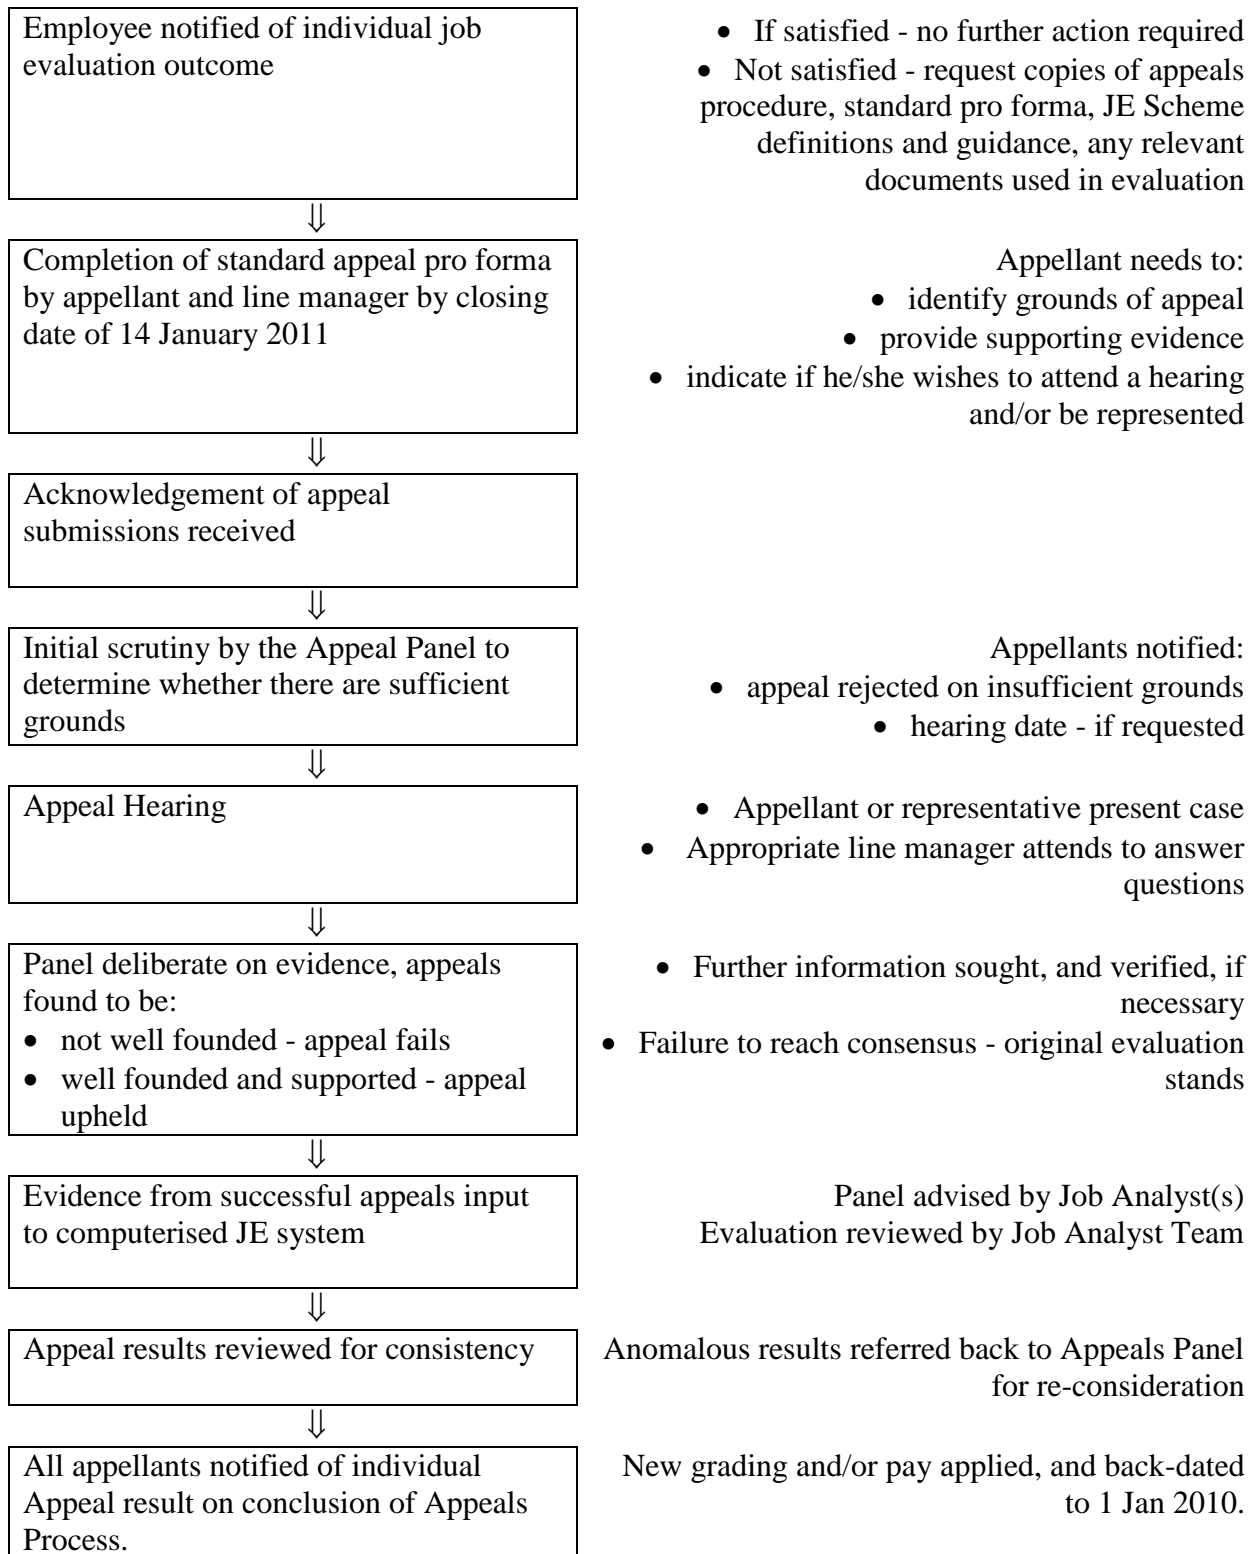 Employee notified of individual job
evaluation outcome
• If satisfied - no further action required
• Not satisfied - request copies of appeals
procedure, standard pro forma, JE Scheme
definitions and guidance, any relevant
documents used in evaluation
⇓
Completion of standard appeal pro forma
by appellant and line manager by closing
date of 14 January 2011
Appellant needs to:
• identify grounds of appeal
• provide supporting evidence
• indicate if he/she wishes to attend a hearing
and/or be represented
⇓
Acknowledgement of appeal
submissions received
⇓
Initial scrutiny by the Appeal Panel to
determine whether there are sufficient
grounds
Appellants notified:
• appeal rejected on insufficient grounds
• hearing date - if requested
⇓
Appeal Hearing
• Appellant or representative present case
• Appropriate line manager attends to answer
questions
⇓
Panel deliberate on evidence, appeals
found to be:
• not well founded - appeal fails
• well founded and supported - appeal
upheld
• Further information sought, and verified, if
necessary
• Failure to reach consensus - original evaluation
stands
⇓
Evidence from successful appeals input
to computerised JE system
Panel advised by Job Analyst(s)
Evaluation reviewed by Job Analyst Team
⇓
Appeal results reviewed for consistency
Anomalous results referred back to Appeals Panel
for re-consideration
⇓
All appellants notified of individual
Appeal result on conclusion of Appeals
Process.
New grading and/or pay applied, and back-dated
to 1 Jan 2010.